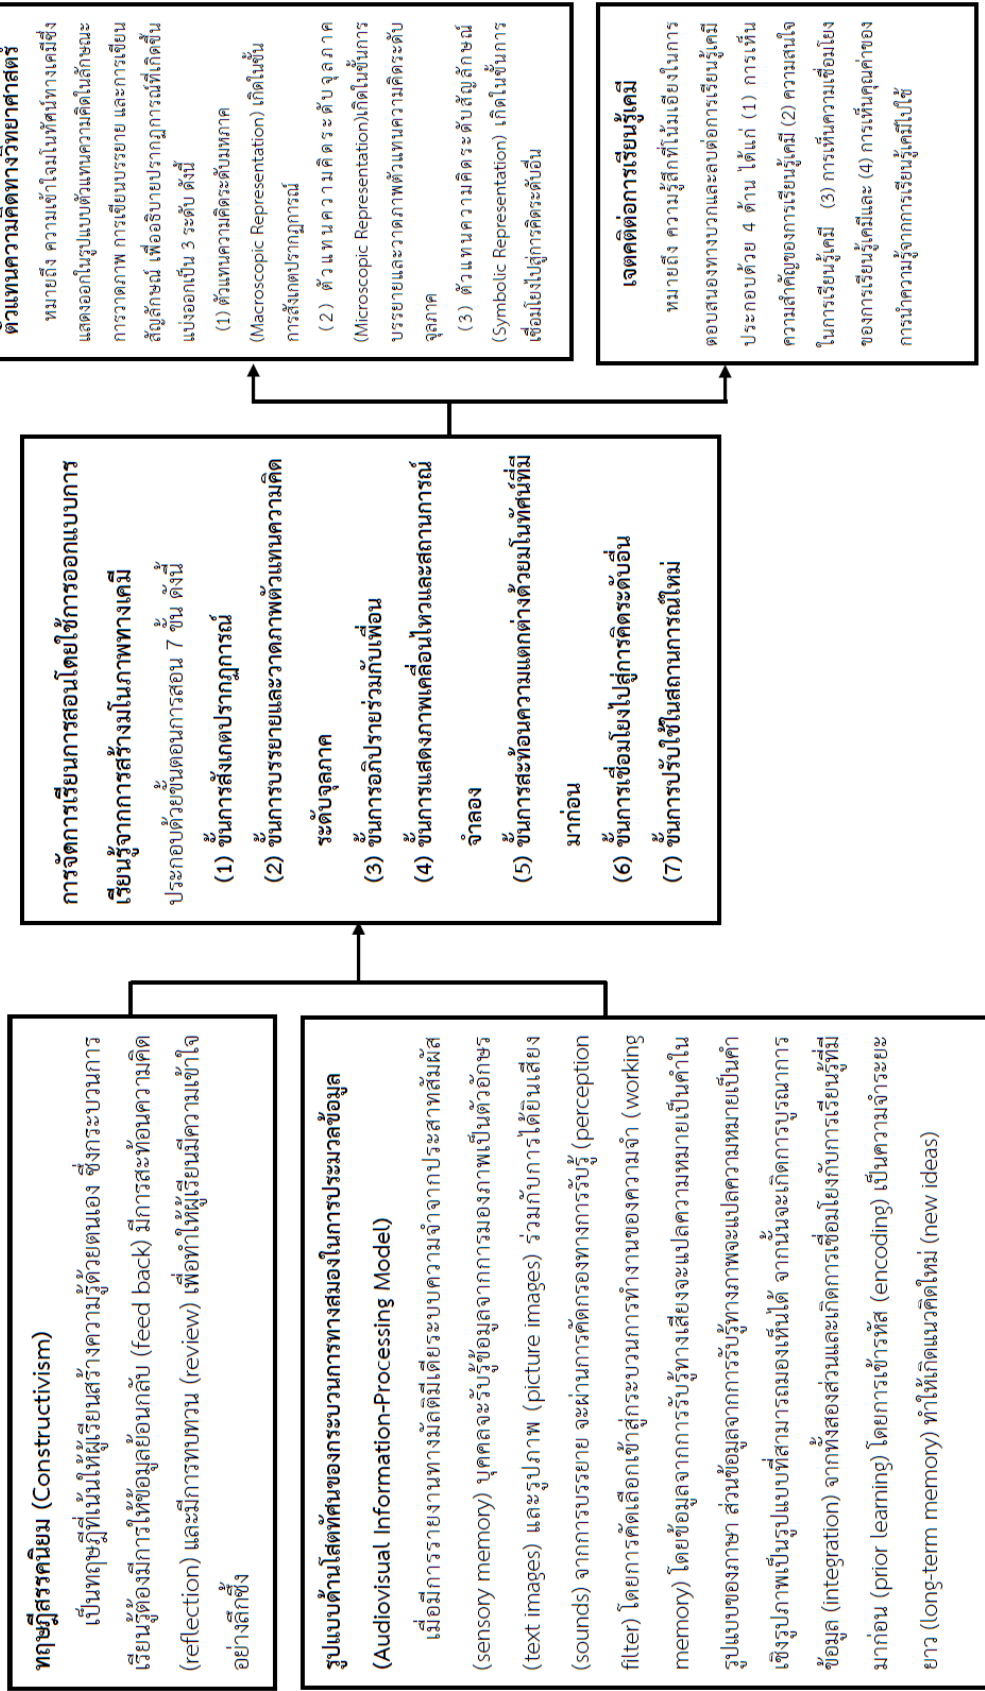 ทฤษฎีสรรคนิยม (Constructivism)
เป็นทฤษฎีที่เน้นให้ผู้เรียนสร้างความรู้ด้วยตนเอง ซึ่งกระบวนการ
เรียนรู้ต้องมีการให้ข้อมูลย้อนกลับ (feed back) มีการสะท้อนความคิด
(reflection) และมีการทบทวน (review) เพื่อทำให้ผู้เรียนมีความเข้าใจ
อย่างลึกซึ้ง
รูปแบบด้านโสตทัศน์ของกระบวนการทางสมองในการประมวลข้อมูล
(Audiovisual Information-Processing Model)
เมื่อมีการรายงานทางมัลติมีเดียระบบความจำจากประสาทสัมผัส
(sensory memory) บุคคลจะรับรู้ข้อมูลจากการมองภาพเป็นตัวอักษร
(text images) และรูปภาพ (picture images) ร่วมกับการได้ยินเสียง
(sounds) จากการบรรยาย จะผ่านการคัดกรองทางการรับรู้ (perception
filter) โดยการคัดเลือกเข้าสู่กระบวนการทำงานของความจำ (working
memory) โดยข้อมูลจากการรับรู้ทางเสียงจะแปลความหมายเป็นคำใน
รูปแบบของภาษา ส่วนข้อมูลจากการรับรู้ทางภาพจะแปลความหมายเป็นคำ
เชิงรูปภาพเป็นรูปแบบที่สามารถมองเห็นได้ จากนั้นจะเกิดการบูรณาการ
ข้อมูล (integration) จากทั้งสองส่วนและเกิดการเชื่อมโยงกับการเรียนรู้ที่มี
มาก่อน (prior learning) โดยการเข้ารหัส (encoding) เป็นความจำระยะ
ยาว (long-term memory) ทำให้เกิดแนวคิดใหม่ (new ideas)
การจัดการเรียนการสอนโดยใช้การออกแบบการ
เรียนรู้จากการสร้างมโนภาพทางเคมี
ประกอบด้วยขั้นตอนการสอน 7 ขั้น ดังนี้
(1) ขั้นการสังเกตปรากฏการณ์
(2) ขั้นการบรรยายและวาดภาพตัวแทนความคิด
ระดับจุลภาค
(3) ขั้นการอภิปรายร่วมกับเพื่อน
(4) ขั้นการแสดงภาพเคลื่อนไหวและสถานการณ์
จำลอง
(5) ขั้นการสะท้อนความแตกต่างด้วยมโนทัศน์ที่มี
มาก่อน
(6) ขั้นการเชื่อมโยงไปสู่การคิดระดับอื่น
(7) ขั้นการปรับใช้ในสถานการณ์ใหม่
ตัวแทนความคิดทางวิทยาศาสตร์
หมายถึง ความเข้าใจมโนทัศน์ทางเคมีซึ่ง
แสดงออกในรูปแบบตัวแทนความคิดในลักษณะ
การวาดภาพ การเขียนบรรยาย และการเขียน
สัญลักษณ์ เพื่ออธิบายปรากฏการณ์ที่เกิดขึ้น
แบ่งออกเป็น 3 ระดับ ดังนี้
(1) ตัวแทนความคิดระดับมหภาค
(Macroscopic Representation) เกิดในขั้น
การสังเกตปรากฏการณ์
(2) ตัวแทนความคิดระดับจุลภาค
(Microscopic Representation)เกิดในขั้นการ
บรรยายและวาดภาพตัวแทนความคิดระดับ
จุลภาค
(3) ตัวแทนความคิดระดับสัญลักษณ์
(Symbolic Representation) เกิดในขั้นการ
เชื่อมโยงไปสู่การคิดระดับอื่น
เจตคติต่อการเรียนรู้เคมี
หมายถึง ความรู้สึกที่โน้มเอียงในการ
ตอบสนองทางบวกและลบต่อการเรียนรู้เคมี
ประกอบด้วย 4 ด้าน ได้แก่ (1) การเห็น
ความสำคัญของการเรียนรู้เคมี (2) ความสนใจ
ในการเรียนรู้เคมี (3) การเห็นความเชื่อมโยง
ของการเรียนรู้เคมีและ (4) การเห็นคุณค่าของ
การนำความรู้จากการเรียนรู้เคมีไปใช้